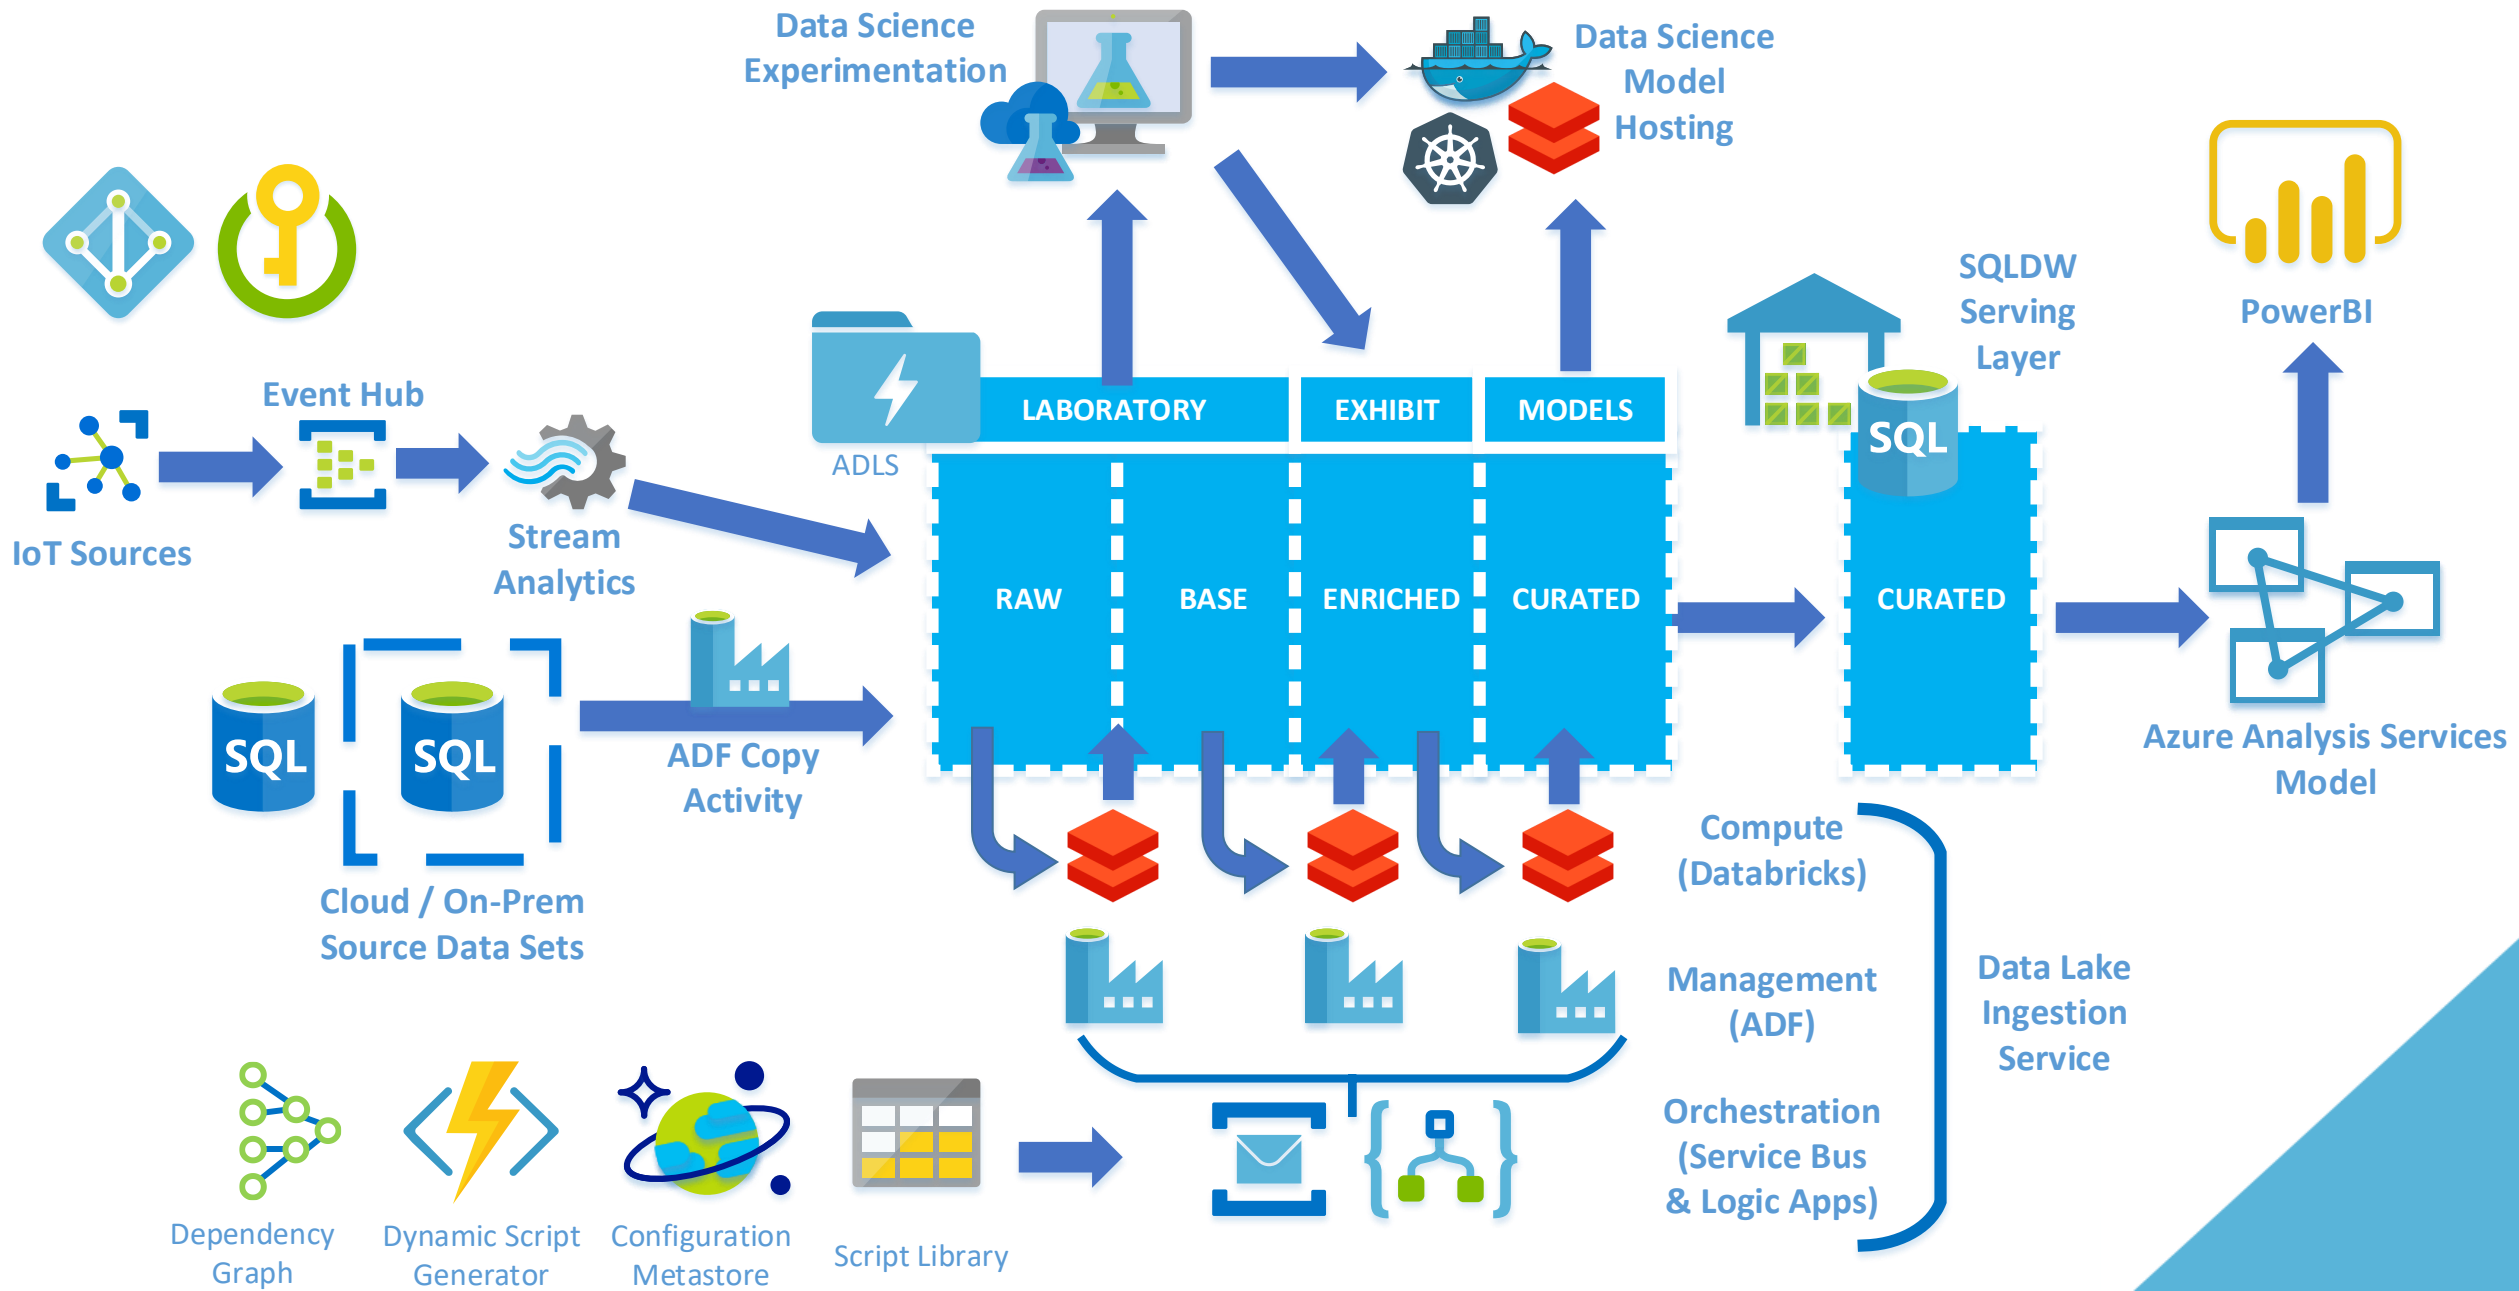 Data Science
Experimentation
Data Science
Model
Hosting
SQLDW
Serving
Layer
PowerBI
Event Hub
IoT Sources
Stream
Analytics
ADLS
LABORATORY
EXHIBIT
MODELS
SQL
RAW
BASE
ENRICHED
CURATED
CURATED
SQL
SQL
ADF Copy
Activity
Cloud / On-Prem
Source Data Sets
Azure Analysis Services
Model
Compute
(Databricks)
Management
(ADF)
Orchestration
(Service Bus
& Logic Apps)
Data Lake
Ingestion
Service
Dependency
Graph
Dynamic Script
Generator
Configuration
Metastore
Script Library